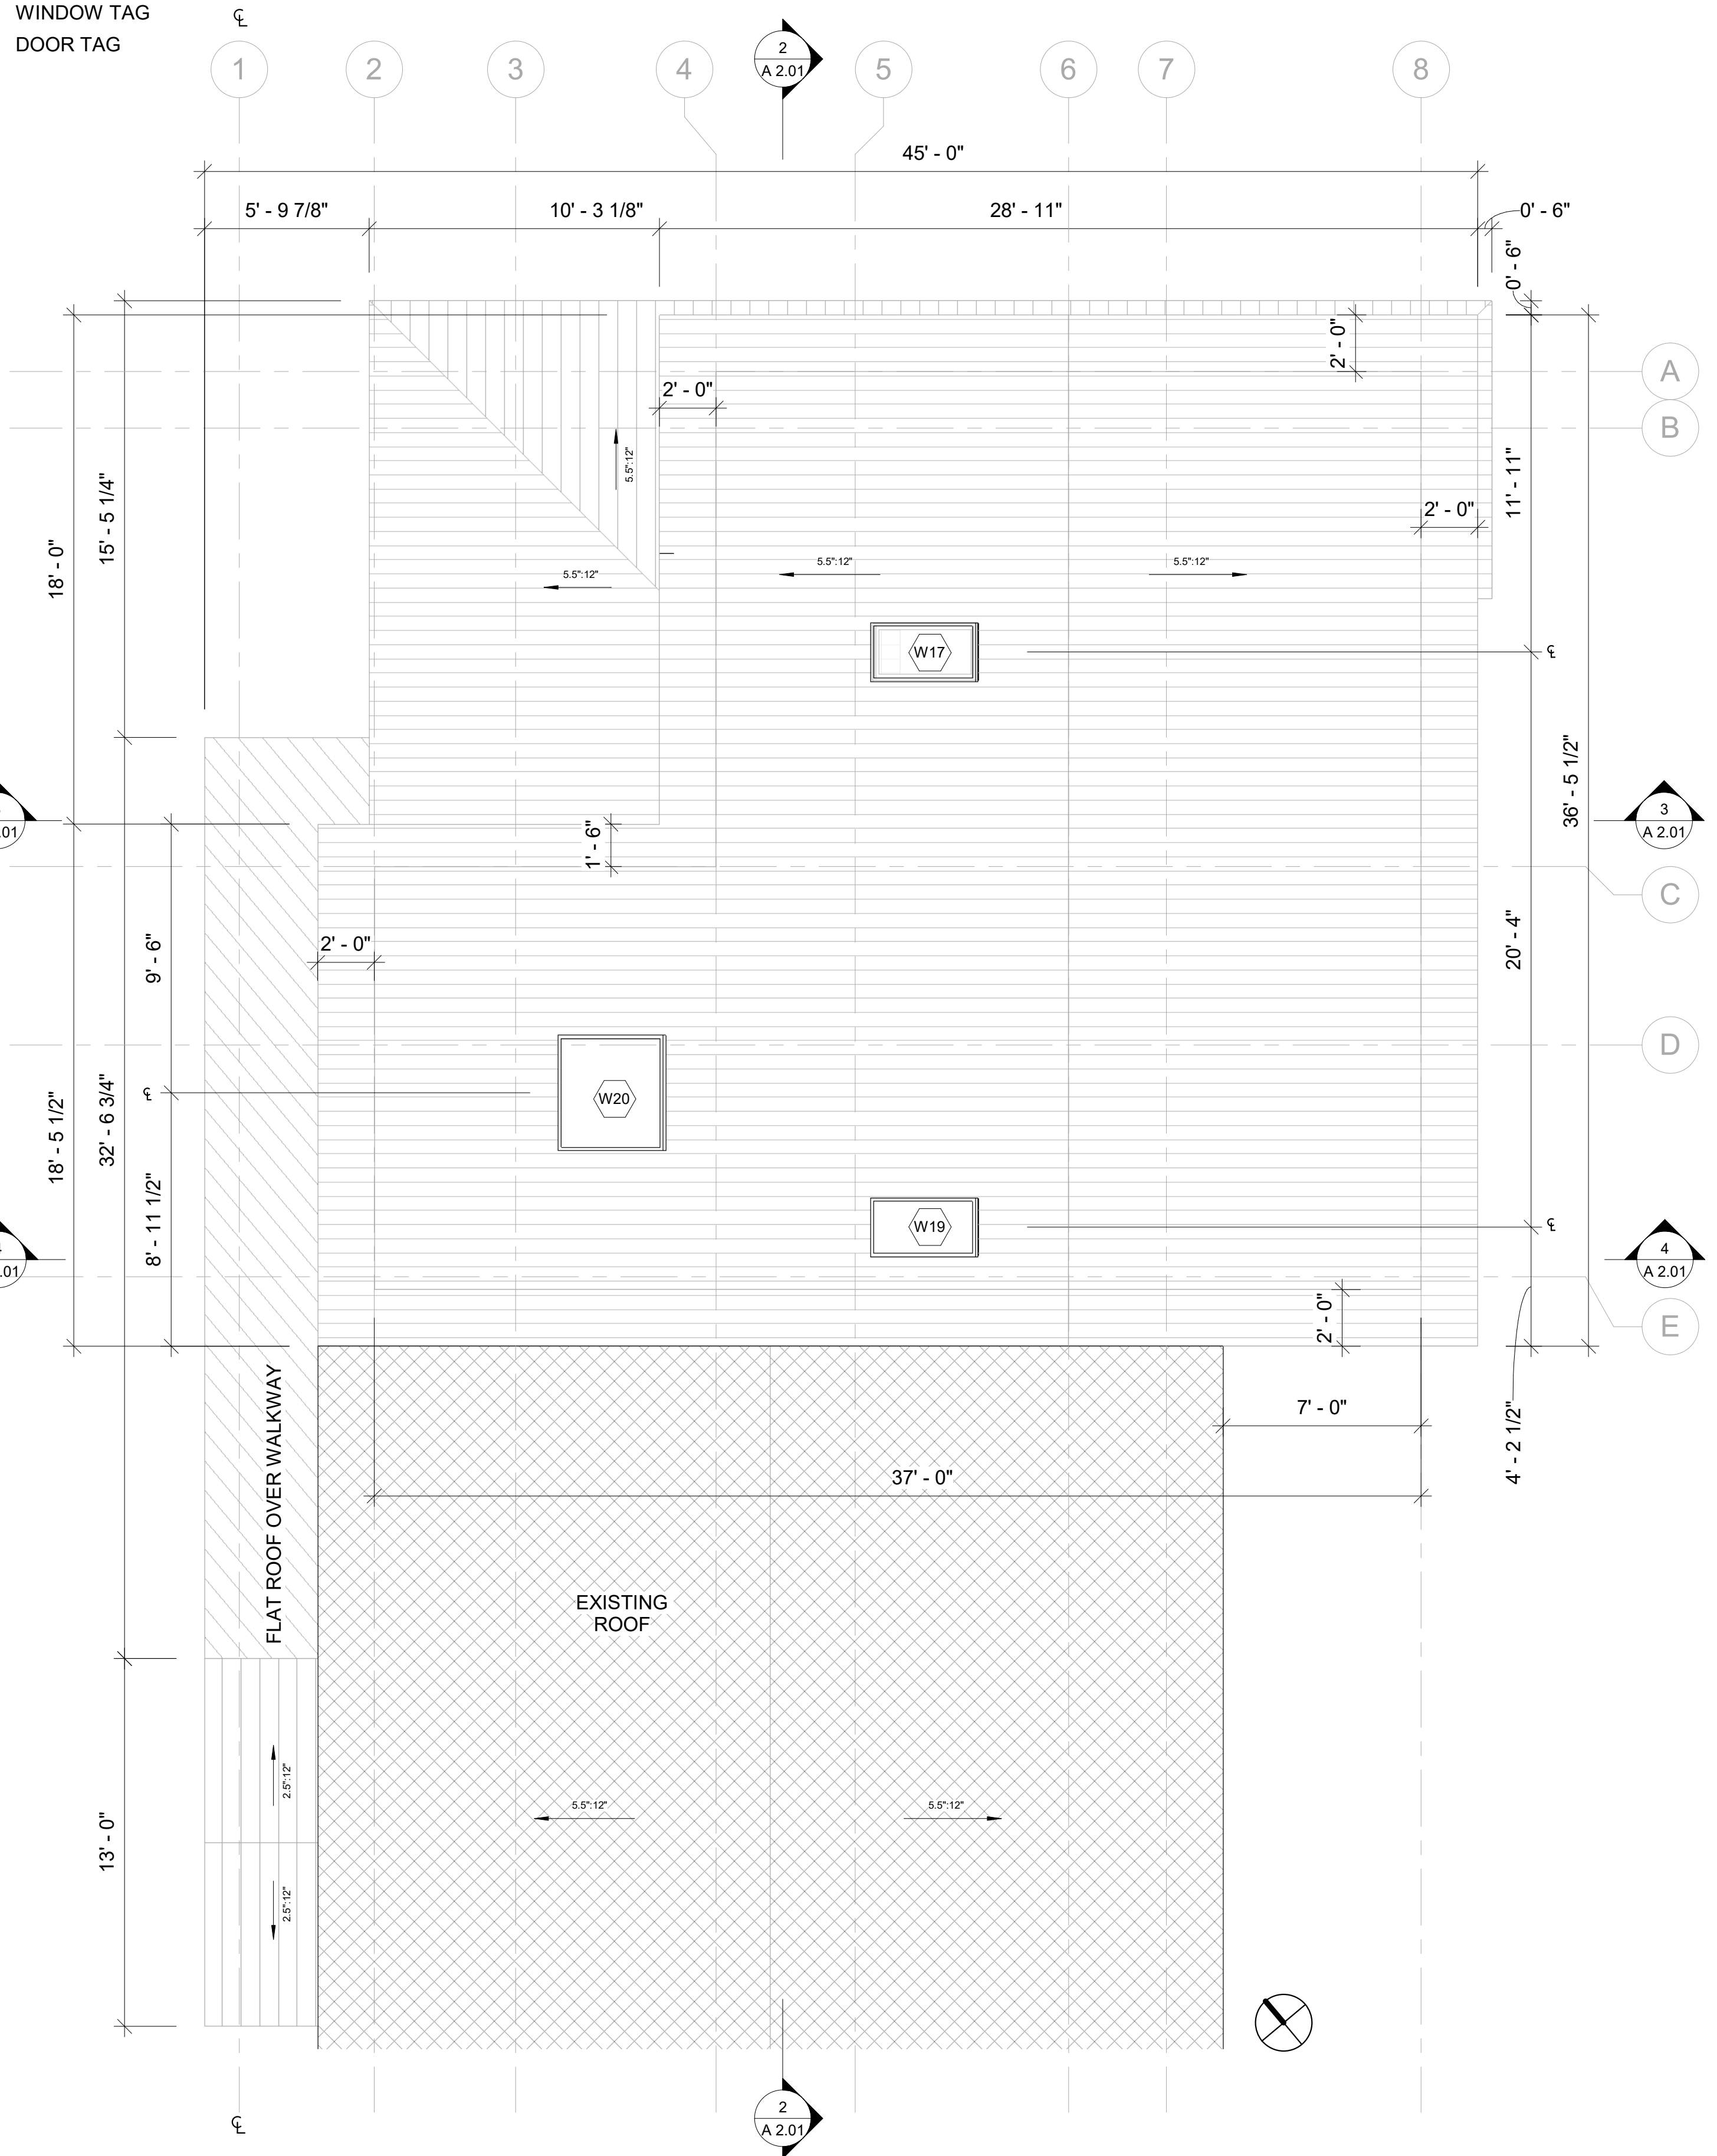 WINDOW TAG
DOOR TAG
℄
1
2
3
4
2
A 2.01
5
6
7
8
45' - 0"
5' - 9 7/8"
10' - 3 1/8"
28' - 11"
0' - 6"
0' - 6"
2' - 0"
A
2' - 0"
B
5.5":12"
15' - 5 1/4"
11' - 11"
2' - 0"
18' - 0"
5.5":12"
5.5":12"
5.5":12"
W17
℄
36' - 5 1/2"
.01
3
A 2.01
1' - 6"
C
9' - 6"
2' - 0"
20' - 4"
D
℄
W20
18' - 5 1/2"
32' - 6 3/4"
8' - 11 1/2"
W19
℄
.01
4
A 2.01
2' - 0"
E
7' - 0"
4' - 2 1/2"
37' - 0"
FLAT ROOF OVER WALKWAY
EXISTING
ROOF
2.5":12"
5.5":12"
5.5":12"
13' - 0"
2.5":12"
2
A 2.01
℄